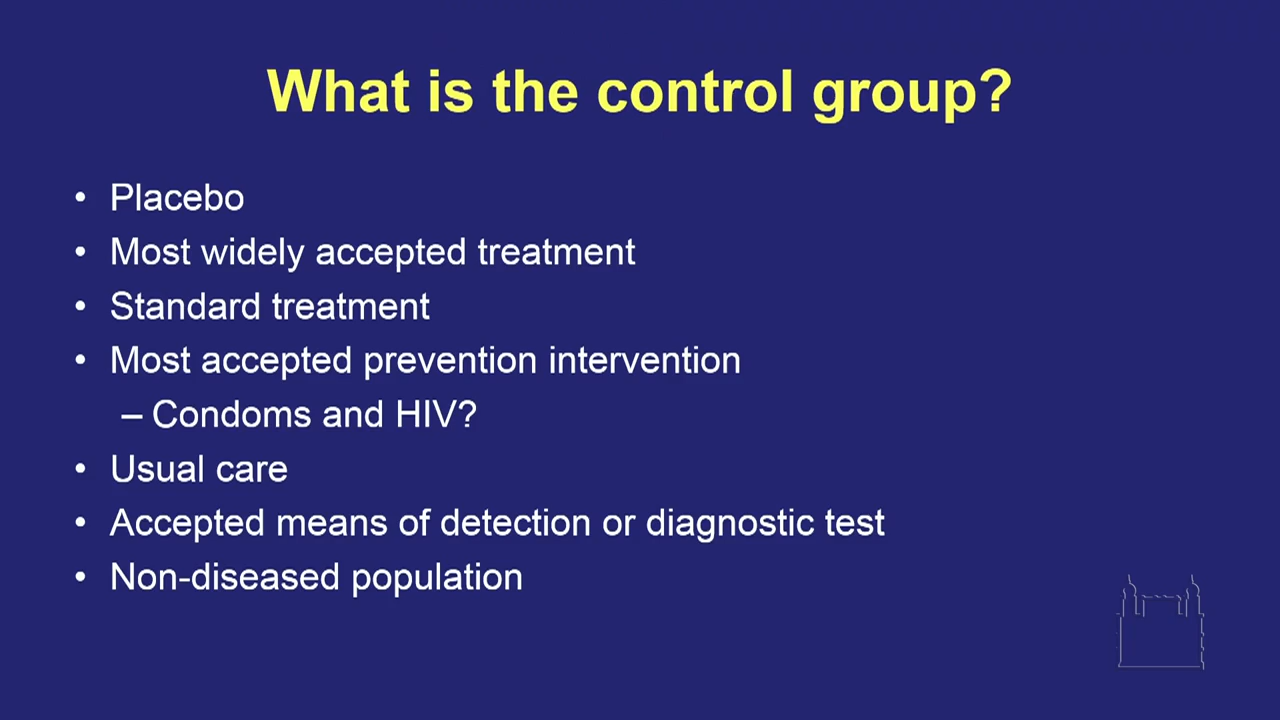 What is the control group?
• Placebo
• Most widely accepted treatment
• Standard treatment
• Most accepted prevention intervention
– Condoms and HIV?
• Usual care
• Accepted means of detection or diagnostic test
• Non-diseased population